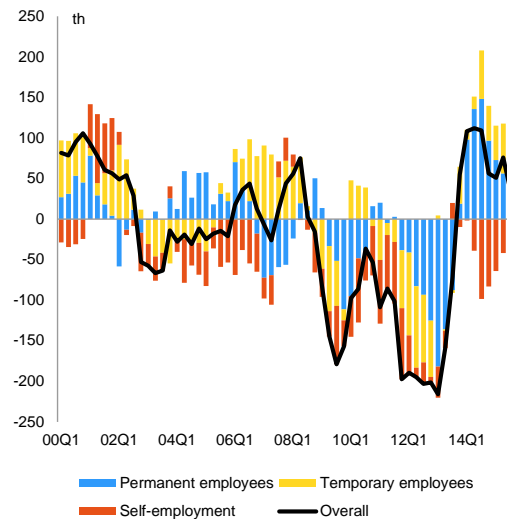 th
250
200
150
100
50
0
-50
-100
-150
-200
-250
00Q1 02Q1 04Q1 06Q1 08Q1 10Q1 12Q1 14Q1
Permanent employees Temporary employees
Self-employment Overall